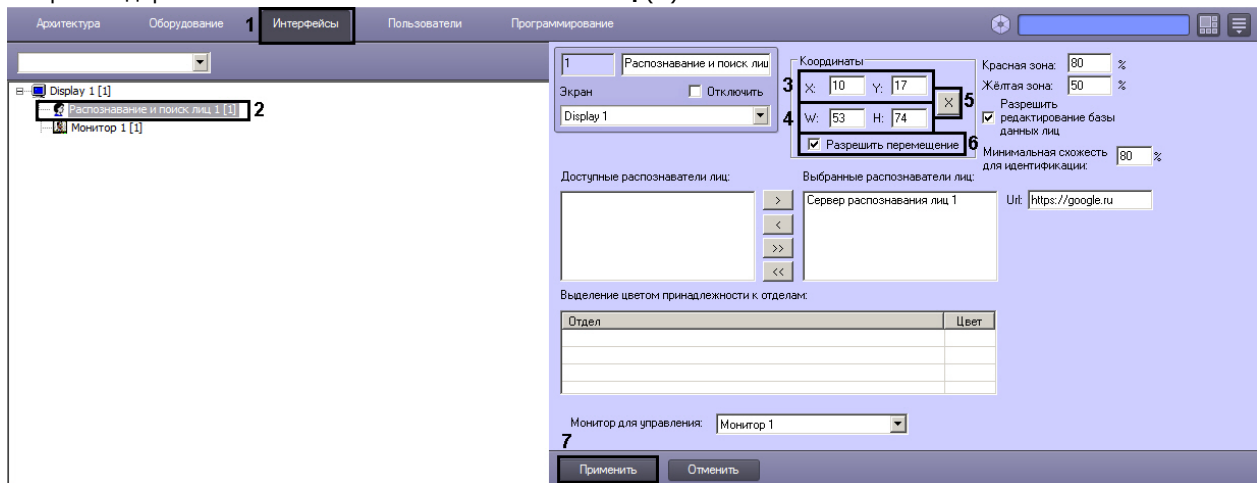 Архитектура Оборудование 1 Интерфейсы Пользователи Программирование
Display 1 [1]
Распознавание и поиск лиц 1 [1] 2
Монитор 1 [1]
1 Распознавание и поиск лиц
Экран Отключить
Display 1
Координаты
3 X: 10 Y: 17
4 W: 53 H: 74
X 5
Разрешить перемещение 6
Красная зона: 80 %
Жёлтая зона: 50 %
Разрешить
редактирование базы
данных лиц
Минимальная схожесть
для идентификации: 80 %
Доступные распознаватели лиц:
Выбранные распознаватели лиц:
> 
<
>>
<<
Сервер распознавания лиц 1
Url: https://google.ru
Выделение цветом принадлежности к отделам:
Отдел Цвет
Монитор для управления: Монитор 1
7
Применить Отменить